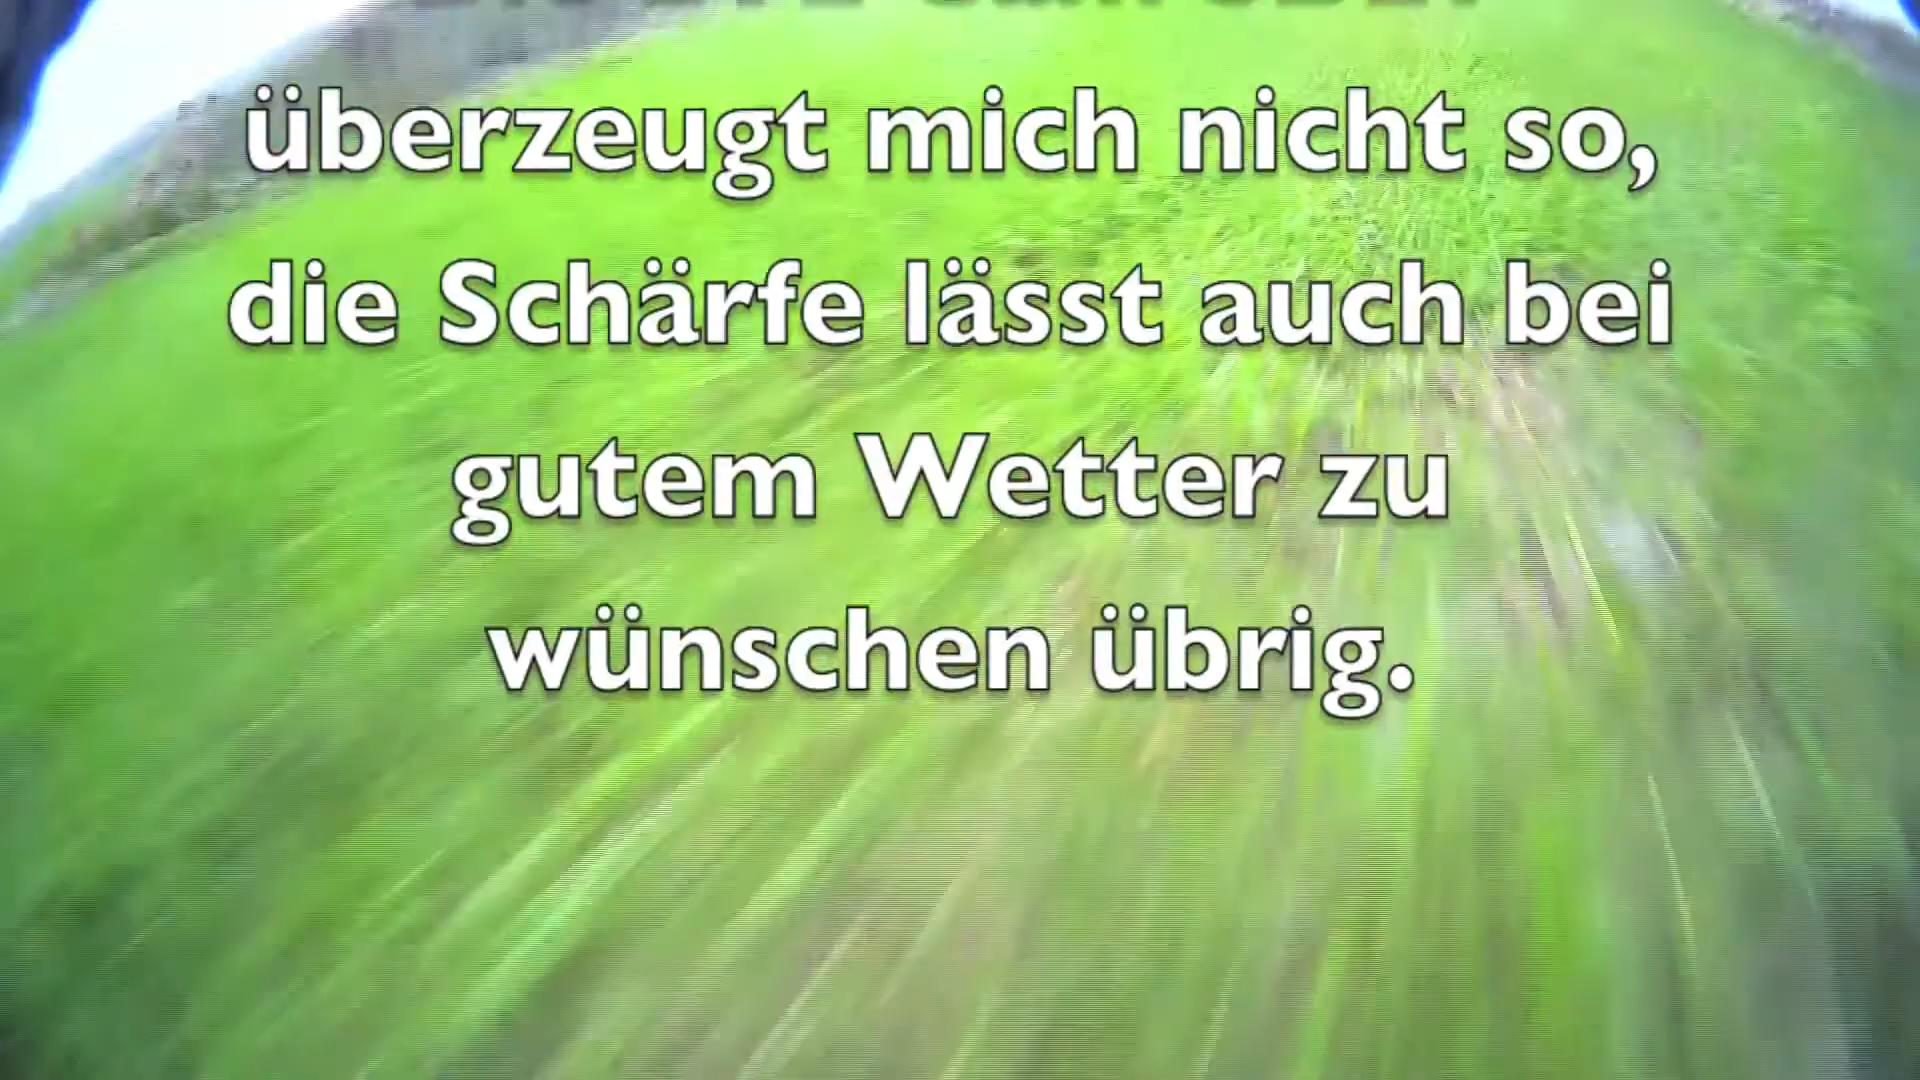 überzeugt mich nicht so,
die Schärfe lässt auch bei
gutem Wetter zu
wünschen übrig.